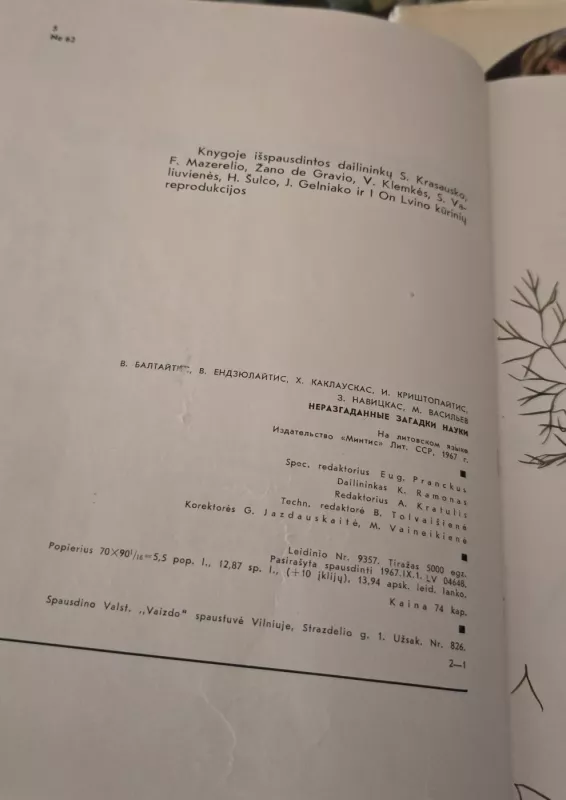 5
Ne 62
Knygoje išspausdintos dailininkų S. Krasausko,
F. Mazerelio, Žano de Gravio, V. Klemkės, S. Va-
liuvienės, H. Šulco, J. Gelniako ir I On Lvino kūrinių
reprodukcijos
В. БАЛТАЙТИС, В. ЕНДЗЮЛАЙТИС, Х. КАКЛАУСКАС, И. КРИШТОПАЙТИС,
З. НАВИЦКАС, М. ВАСИЛЬЕВ
НЕРАЗГАДАННЫЕ ЗАГАДКИ НАУКИ
На литовском языке
Издательство «Минтис» Лит. ССР, 1967 г.
Spec. redaktorius Eug. Pranckus
Dailininkas K. Ramonas
Redaktorius A. Kratulis
Techn. redaktorė B. Tolvaišienė
Korektorės G. Jazdauskaitė, M. Vaineikienė
Leidinio Nr. 9357. Tiražas 5000 egz.
Pasirašyta spausdinti 1967.IX.1. LV 04648.
Popierius 70×90¹/₁₆=5,5 pop. l., 12,87 sp. l., (+10 įklijų), 13,94 apsk. leid. lanko.
Kaina 74 kap.
Spausdino Valst. „Vaizdo“ spaustuvė Vilniuje, Strazdelio g. 1. Užsak. Nr. 826.
2—1